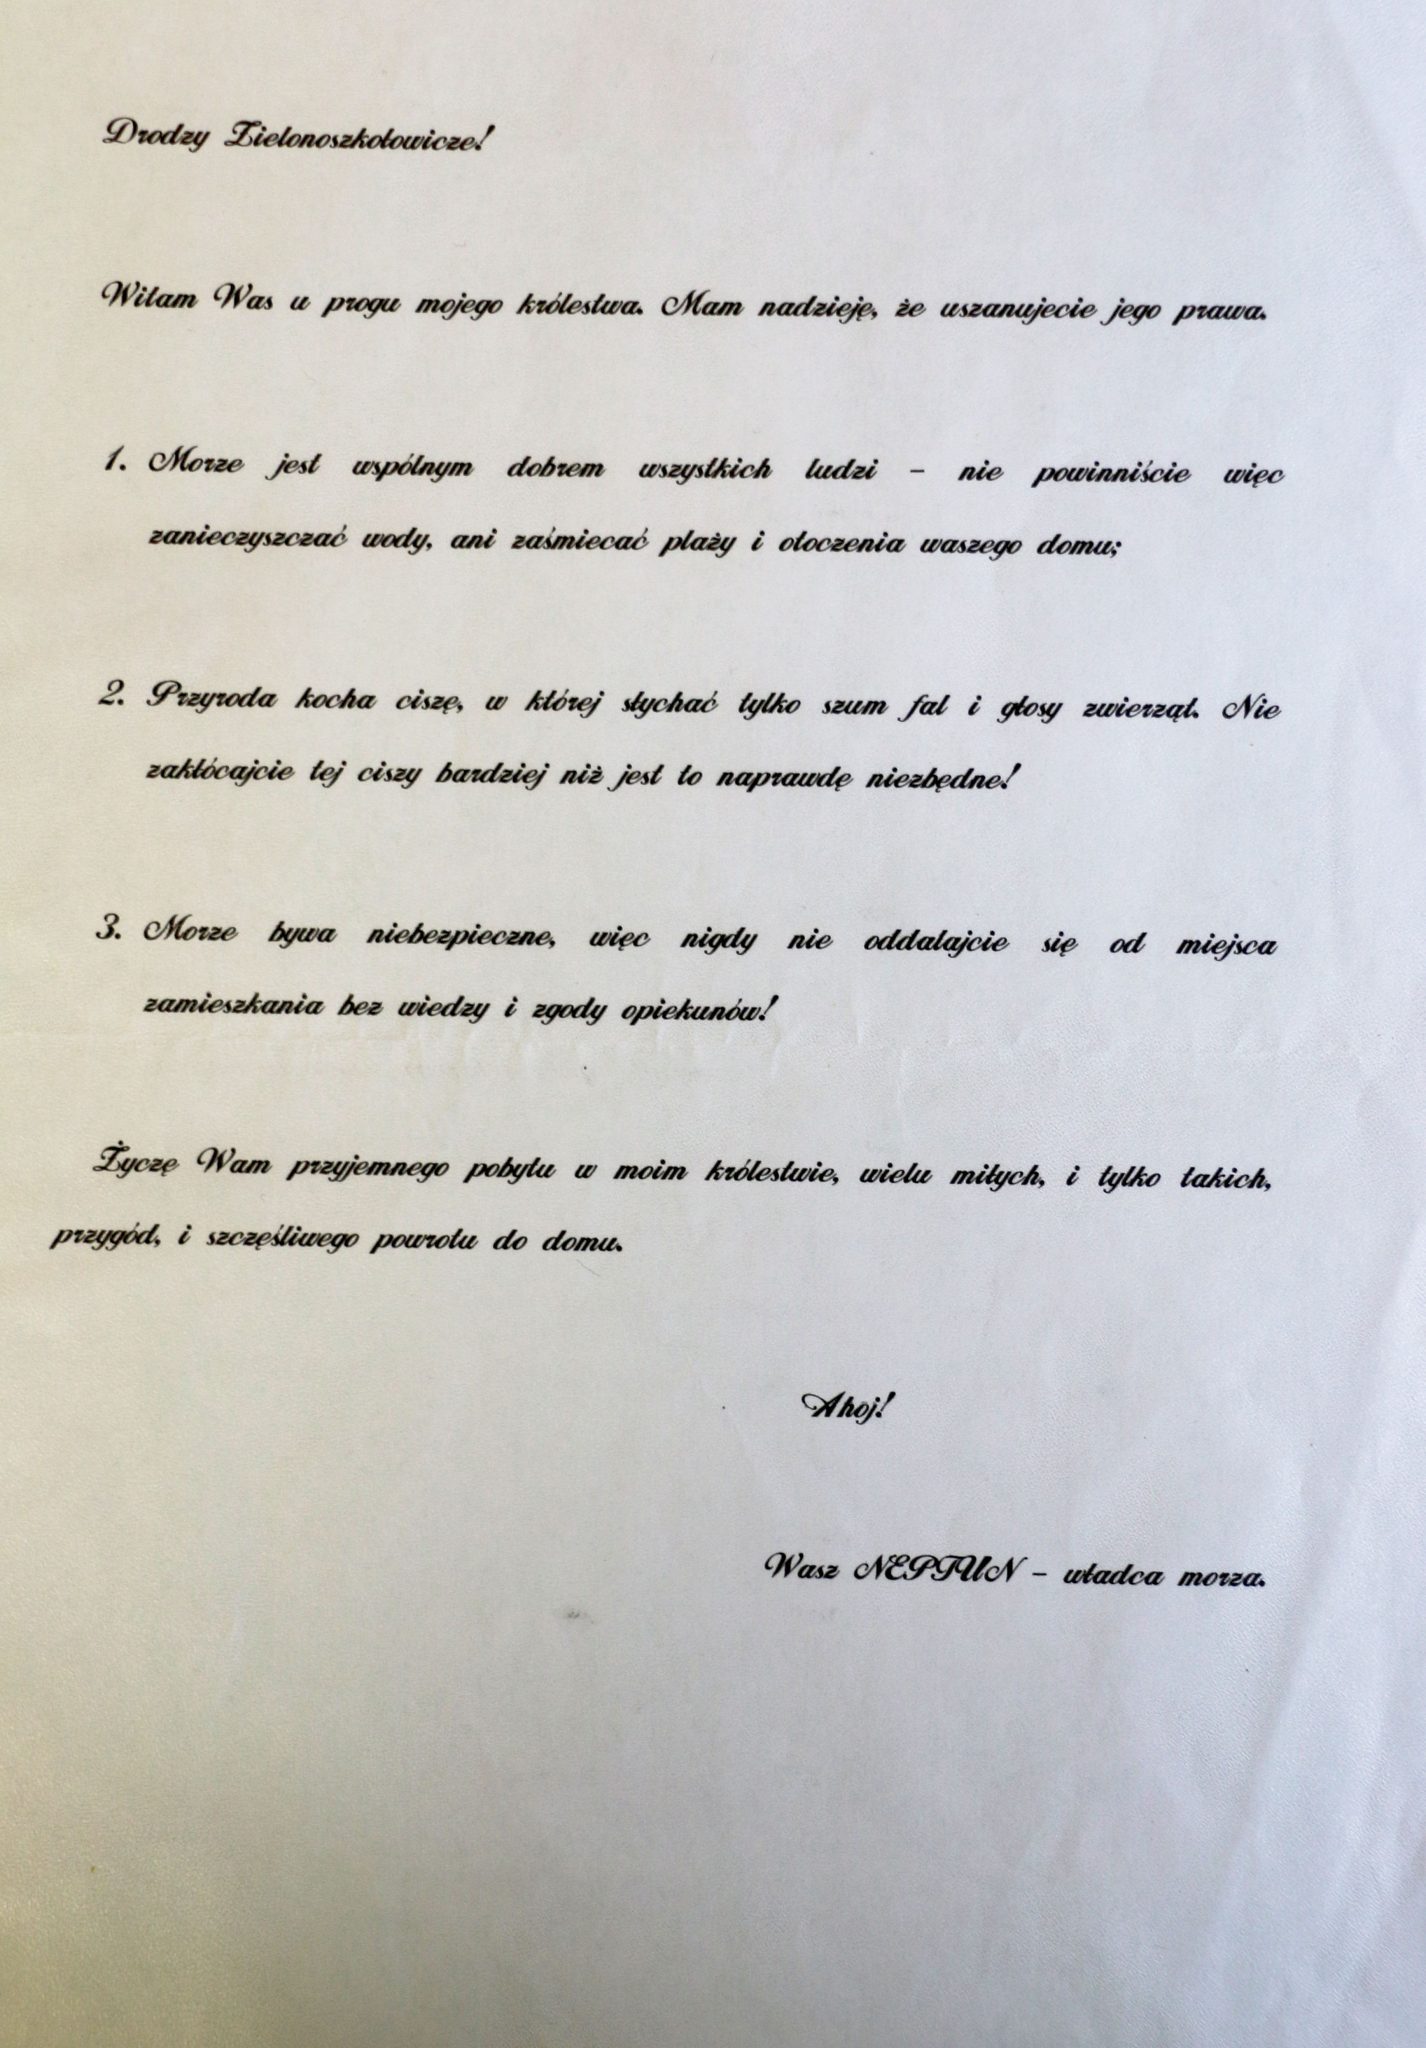 Drodzy Zielonoszkołowicze!
Witam Was u progu mojego królestwa. Mam nadzieję, że uszanujecie jego prawa.
1. Morze jest wspólnym dobrem wszystkich ludzi – nie powinniście więc
zanieczyszczać wody, ani zaśmiecać plaży i otoczenia waszego domu;
2. Przyroda kocha ciszę, w której słychać tylko szum fal i głosy zwierząt. Nie
zakłócajcie tej ciszy bardziej niż jest to naprawdę niezbędne!
3. Morze bywa niebezpieczne, więc nigdy nie oddalajcie się od miejsca
zamieszkania bez wiedzy i zgody opiekunów!
Życzę Wam przyjemnego pobytu w moim królestwie, wielu miłych, i tylko takich,
przygód, i szczęśliwego powrotu do domu.
Ahoj!
Wasz NEPTUN – władca morza.